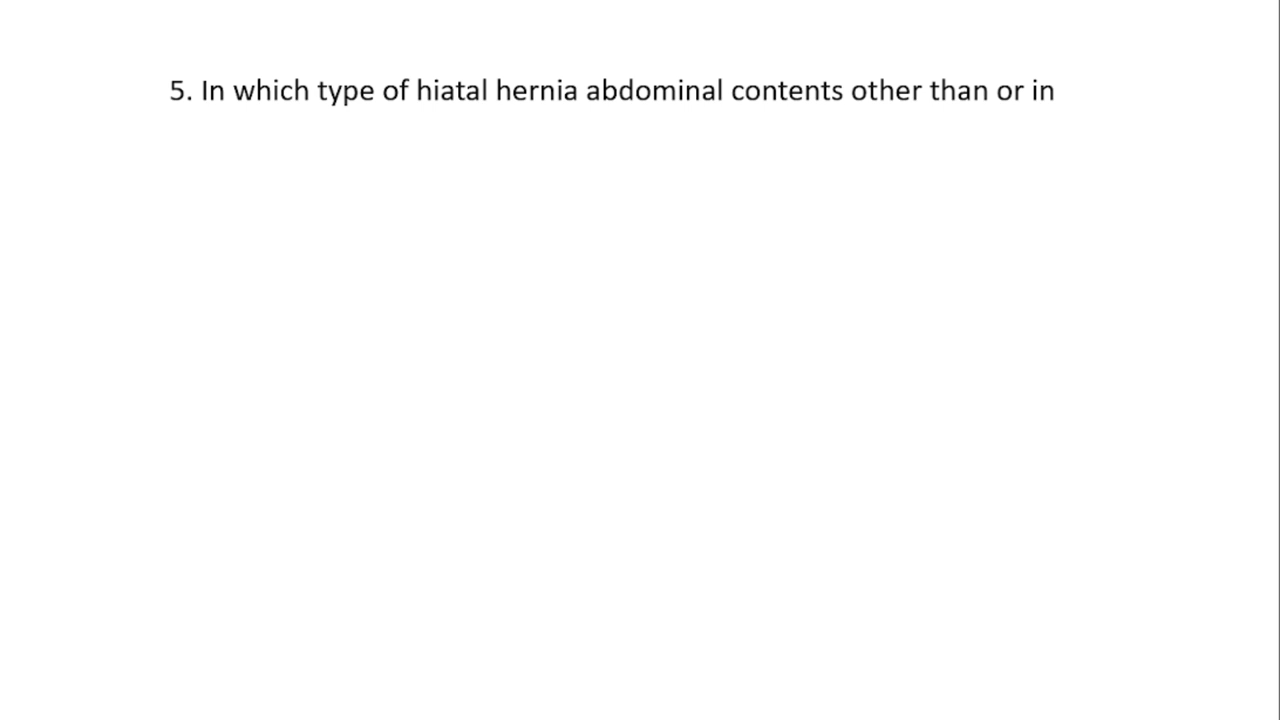 5. In which type of hiatal hernia abdominal contents other than or in